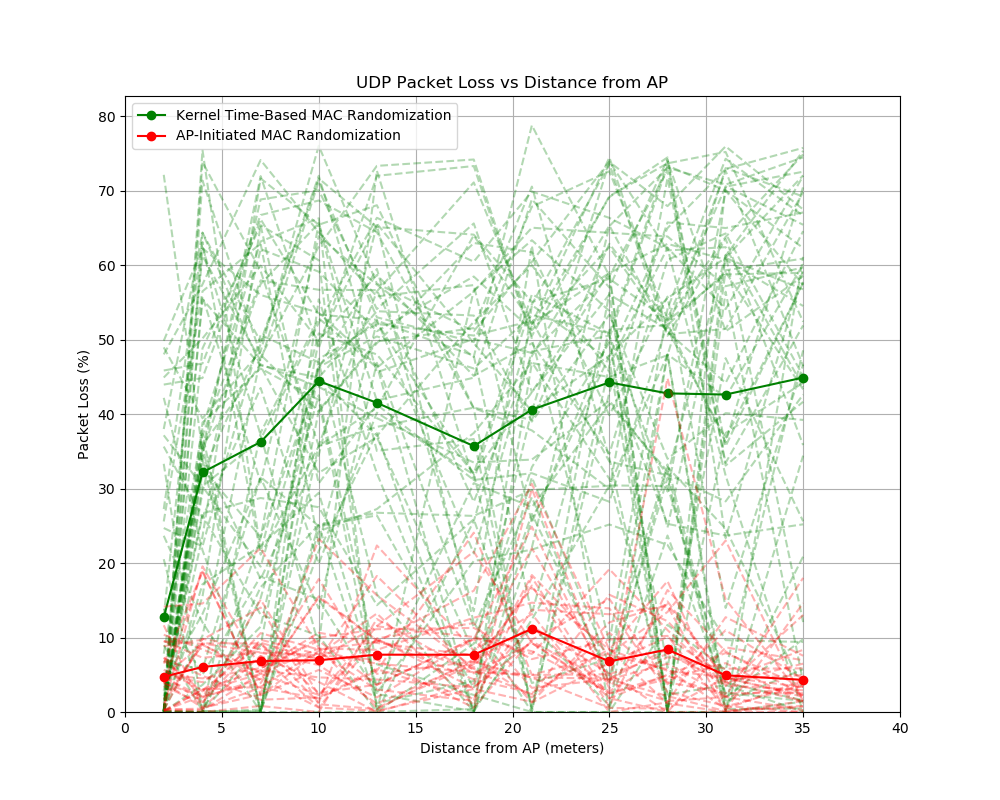 UDP Packet Loss vs Distance from AP
Kernel Time-Based MAC Randomization
AP-Initiated MAC Randomization
80
70
60
50
40
30
20
10
0
Packet Loss (%)
0 5 10 15 20 25 30 35 40
Distance from AP (meters)